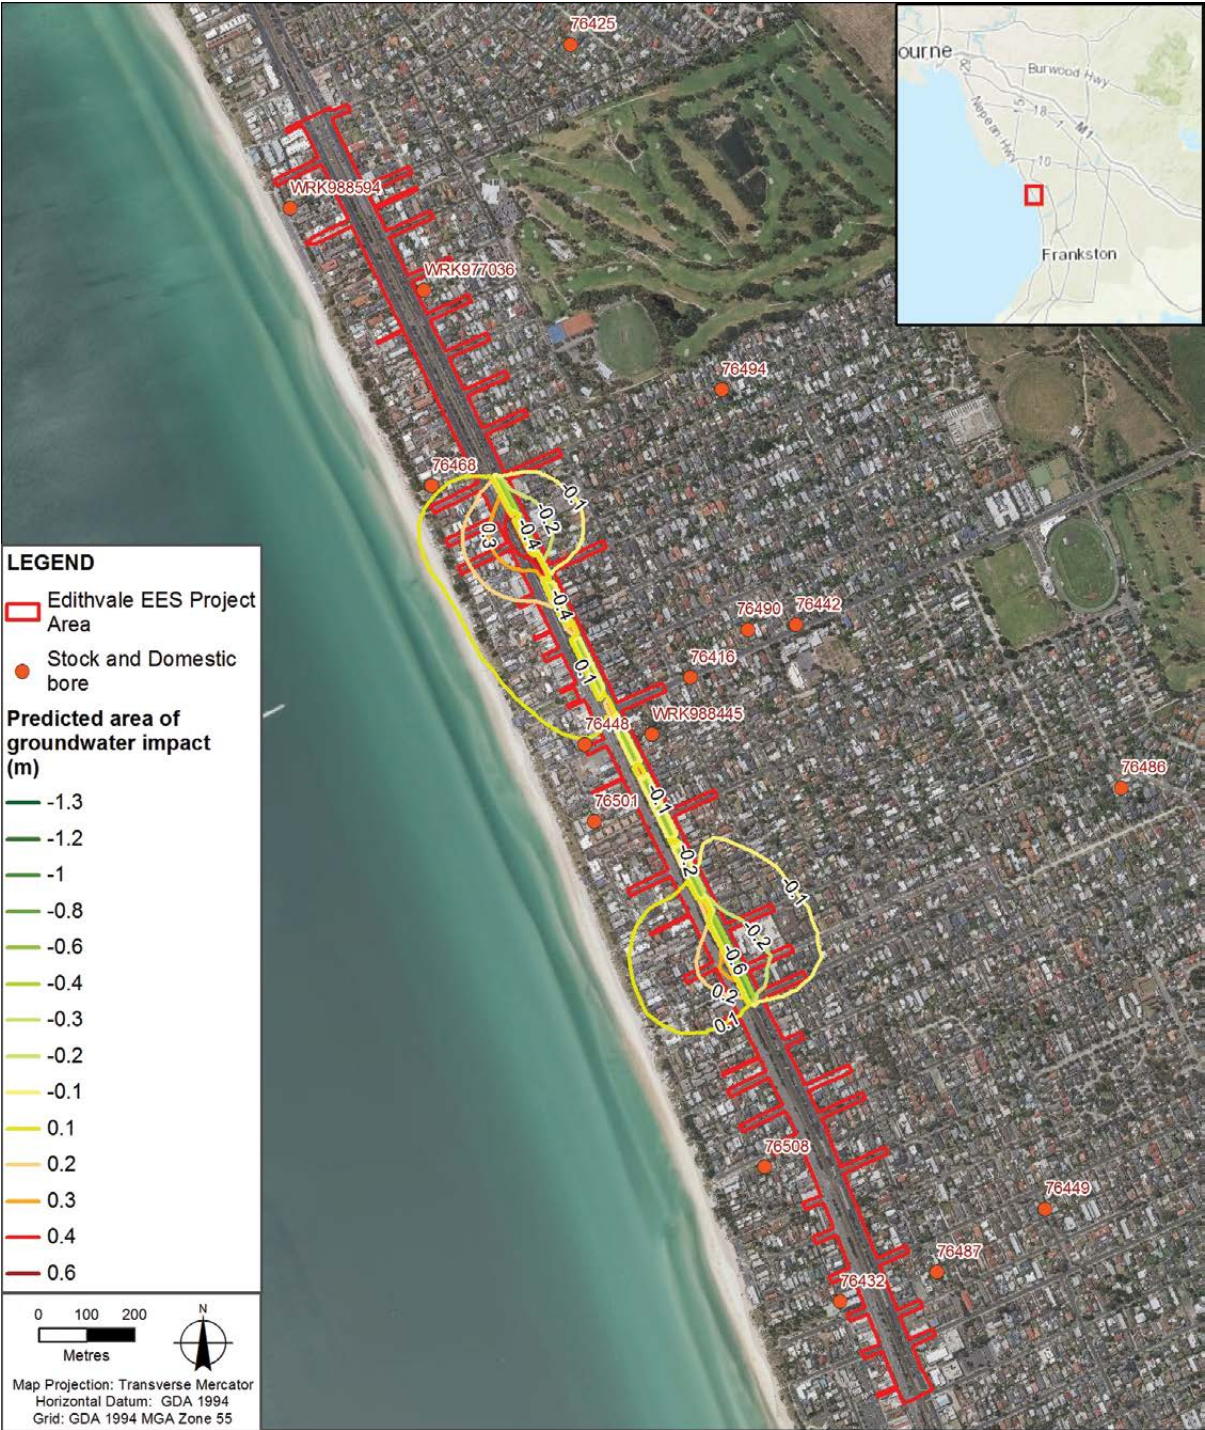 76425
WRK988594
WRK977036
76494
76468
-0.1
-0.2
-0.4
0.3
-0.4
76490
76442
0.1
76416
76448
WRK988445
76486
-0.1
76501
-0.2
-0.1
-0.2
-0.6
0.2
0.1
76508
76449
76487
76432
ourne
Burwood Hwy
Nepean Hwy
18
M1
10
Frankston
LEGEND
Edithvale EES Project
Area
Stock and Domestic
bore
Predicted area of
groundwater impact
(m)
-1.3
-1.2
-1
-0.8
-0.6
-0.4
-0.3
-0.2
-0.1
0.1
0.2
0.3
0.4
0.6
0 100 200
Metres
N
Map Projection: Transverse Mercator
Horizontal Datum: GDA 1994
Grid: GDA 1994 MGA Zone 55